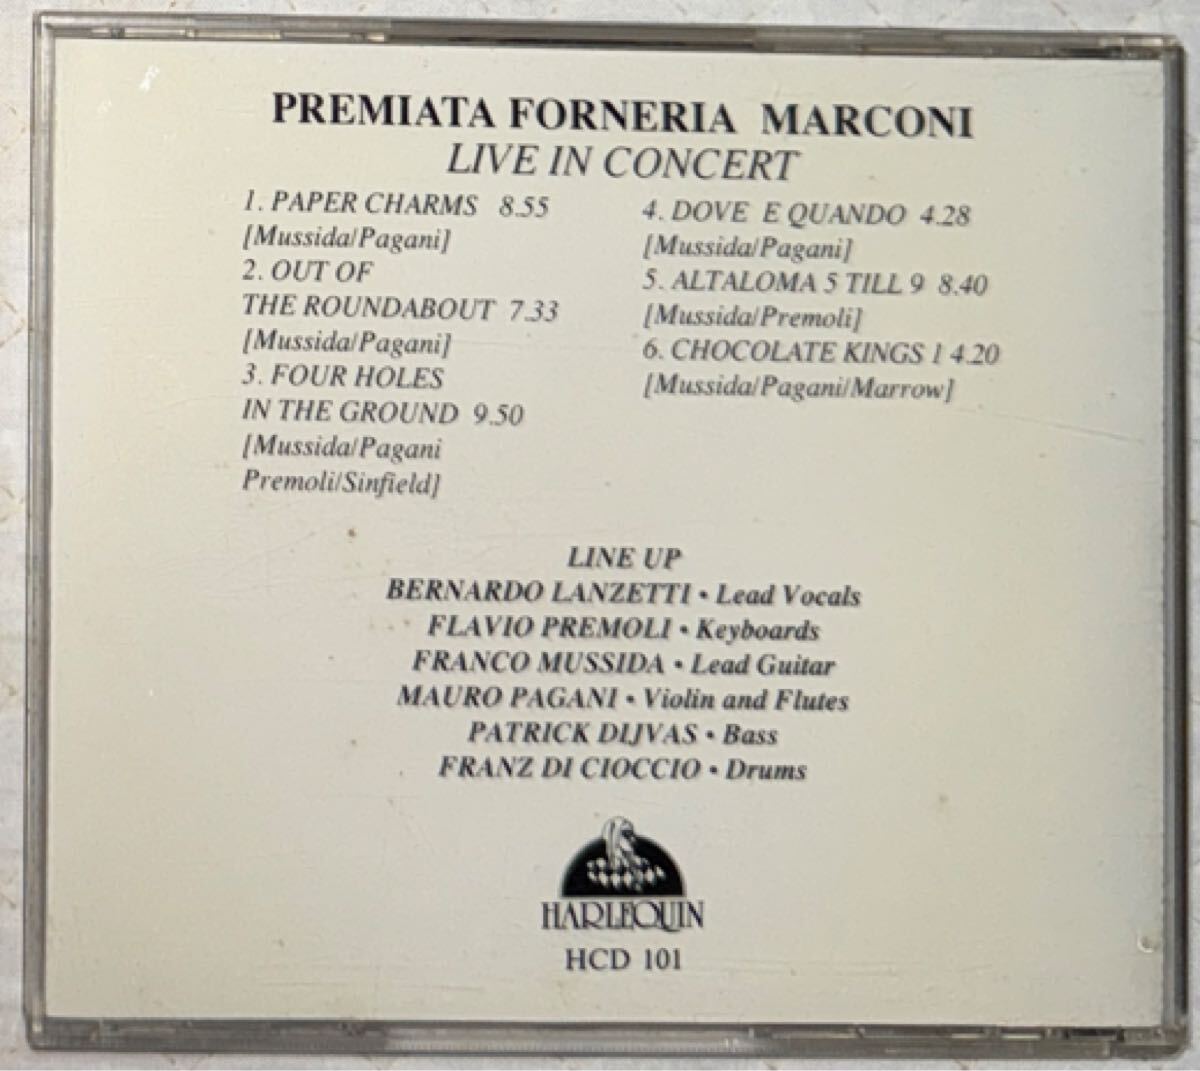 PREMIATA FORNERIA MARCONI
LIVE IN CONCERT
1. PAPER CHARMS 8.55
[Mussida/Pagani]
2. OUT OF
THE ROUNDABOUT 7.33
[Mussida/Pagani]
3. FOUR HOLES
IN THE GROUND 9.50
[Mussida/Pagani
Premoli/Sinfield]
4. DOVE E QUANDO 4.28
[Mussida/Pagani]
5. ALTALOMA 5 TILL 9 8.40
[Mussida/Premoli]
6. CHOCOLATE KINGS 1 4.20
[Mussida/Pagani/Marrow]
LINE UP
BERNARDO LANZETTI • Lead Vocals
FLAVIO PREMOLI • Keyboards
FRANCO MUSSIDA • Lead Guitar
MAURO PAGANI • Violin and Flutes
PATRICK DIJVAS • Bass
FRANZ DI CIOCCIO • Drums
HARLEQUIN
HCD 101